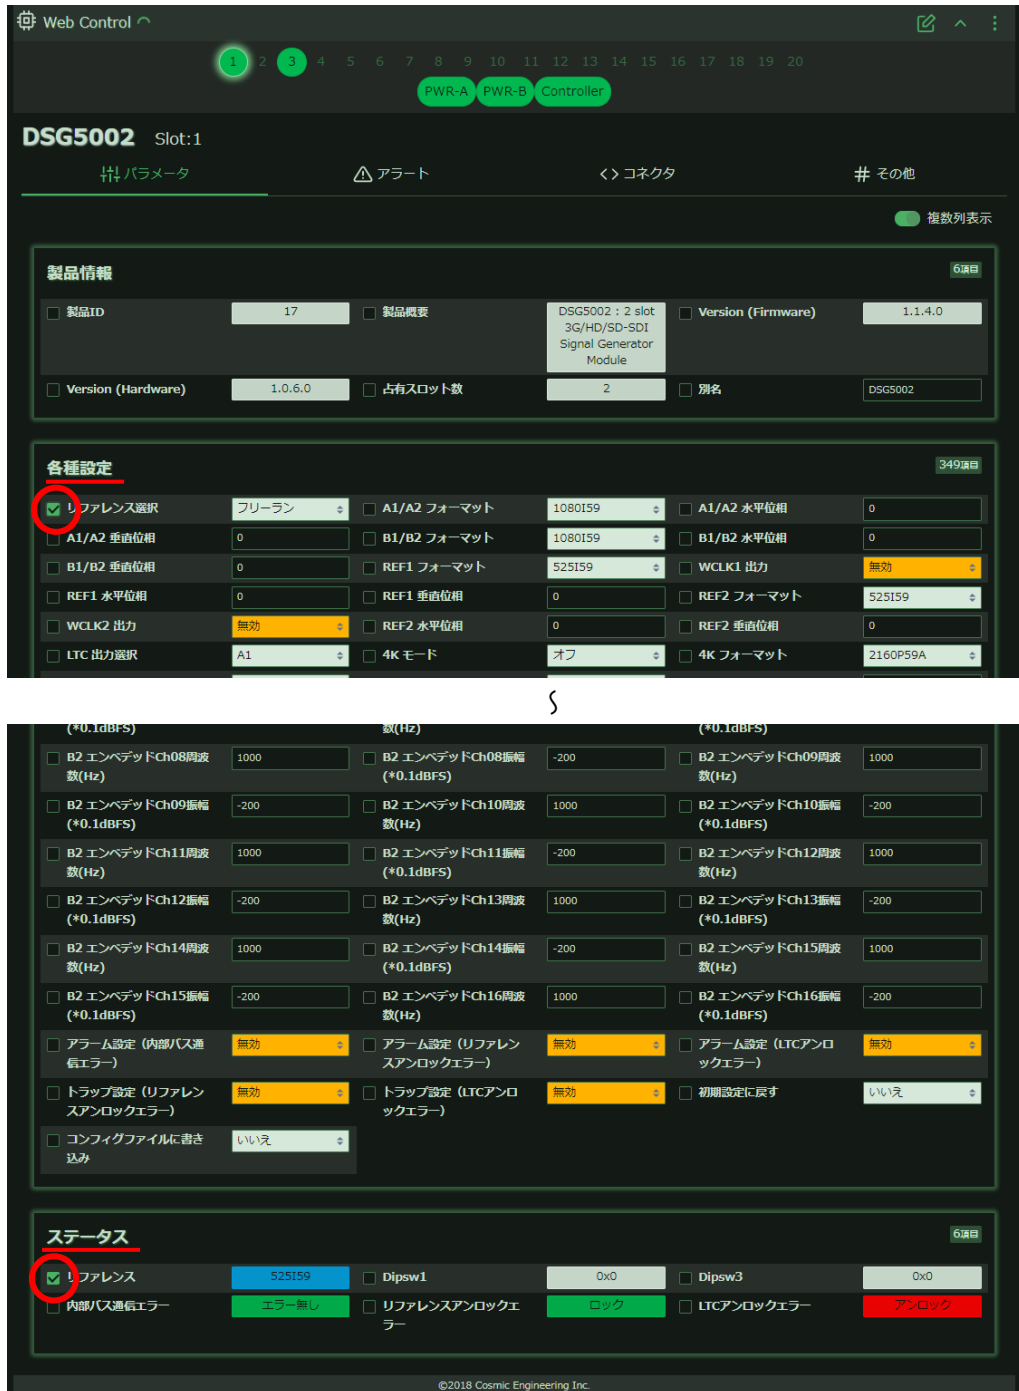 Web Control
1 2 3 4 5 6 7 8 9 10 11 12 13 14 15 16 17 18 19 20
PWR-A PWR-B Controller
DSG5002 Slot:1
パラメータ アラート コネクタ その他
複数列表示
製品情報 6項目
製品ID 17 製品概要 DSG5002 : 2 slot Version (Firmware) 1.1.4.0
3G/HD/SD-SDI
Signal Generator
Module
Version (Hardware) 1.0.6.0 占有スロット数 2 別名 DSG5002
各種設定 349項目
リファレンス選択 フリーラン A1/A2 フォーマット 1080I59 A1/A2 水平位相 0
A1/A2 垂直位相 0 B1/B2 フォーマット 1080I59 B1/B2 水平位相 0
B1/B2 垂直位相 0 REF1 フォーマット 525I59 WCLK1 出力 無効
REF1 水平位相 0 REF1 垂直位相 0 REF2 フォーマット 525I59
WCLK2 出力 無効 REF2 水平位相 0 REF2 垂直位相 0
LTC 出力選択 A1 4K モード オフ 4K フォーマット 2160P59A
(*0.1dBFS) 数(Hz) (*0.1dBFS)
B2 エンベデッドCh08周波 1000 B2 エンベデッドCh08振幅 -200 B2 エンベデッドCh09周波 1000
数(Hz) (*0.1dBFS) 数(Hz)
B2 エンベデッドCh09振幅 -200 B2 エンベデッドCh10周波 1000 B2 エンベデッドCh10振幅 -200
(*0.1dBFS) 数(Hz) (*0.1dBFS)
B2 エンベデッドCh11周波 1000 B2 エンベデッドCh11振幅 -200 B2 エンベデッドCh12周波 1000
数(Hz) (*0.1dBFS) 数(Hz)
B2 エンベデッドCh12振幅 -200 B2 エンベデッドCh13周波 1000 B2 エンベデッドCh13振幅 -200
(*0.1dBFS) 数(Hz) (*0.1dBFS)
B2 エンベデッドCh14周波 1000 B2 エンベデッドCh14振幅 -200 B2 エンベデッドCh15周波 1000
数(Hz) (*0.1dBFS) 数(Hz)
B2 エンベデッドCh15振幅 -200 B2 エンベデッドCh16周波 1000 B2 エンベデッドCh16振幅 -200
(*0.1dBFS) 数(Hz) (*0.1dBFS)
アラーム設定（内部バス通 無効 アラーム設定（リファレン 無効 アラーム設定（LTCアンロ 無効
信エラー） スアンロックエラー） ックエラー）
トラップ設定（リファレン 無効 トラップ設定（LTCアンロ 無効 初期設定に戻す いいえ
スアンロックエラー） ックエラー）
コンフィグファイルに書き いいえ
込み
ステータス 6項目
リファレンス 525I59 Dipsw1 0x0 Dipsw3 0x0
内部バス通信エラー エラー無し リファレンスアンロックエ ロック LTCアンロックエラー アンロック
ラー
©2018 Cosmic Engineering Inc.